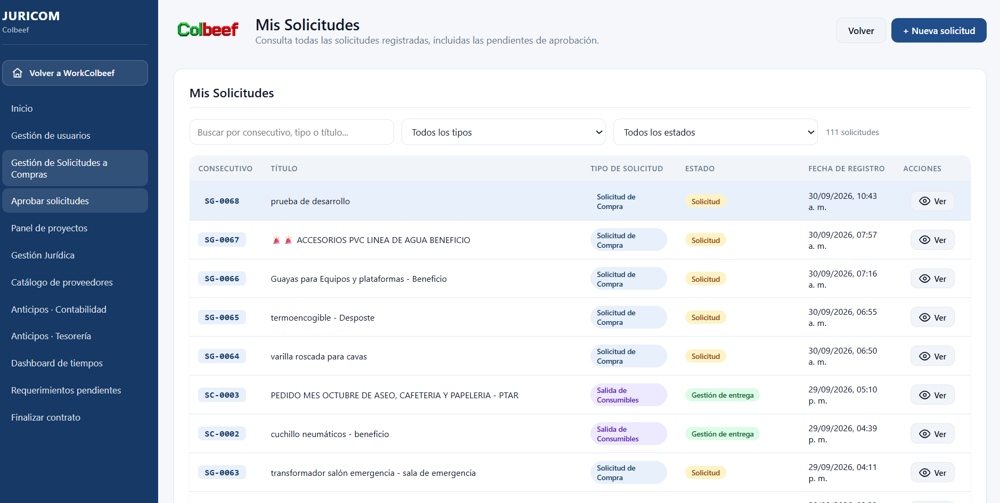 JURICOM
Colbeef
Volver a WorkColbeef
Inicio
Gestión de usuarios
Gestión de Solicitudes a
Compras
Aprobar solicitudes
Panel de proyectos
Gestión Jurídica
Catálogo de proveedores
Anticipos · Contabilidad
Anticipos · Tesorería
Dashboard de tiempos
Requerimientos pendientes
Finalizar contrato
Colbeef
Mis Solicitudes
Consulta todas las solicitudes registradas, incluidas las pendientes de aprobación.
Volver
+ Nueva solicitud
Mis Solicitudes
Buscar por consecutivo, tipo o título...
Todos los tipos
Todos los estados
111 solicitudes
CONSECUTIVO TÍTULO TIPO DE SOLICITUD ESTADO FECHA DE REGISTRO ACCIONES
SG-0068 prueba de desarrollo Solicitud de Compra Solicitud 30/09/2026, 10:43 a. m. Ver
SG-0067 🚨 🚨 ACCESORIOS PVC LINEA DE AGUA BENEFICIO Solicitud de Compra Solicitud 30/09/2026, 07:57 a. m. Ver
SG-0066 Guayas para Equipos y plataformas - Beneficio Solicitud de Compra Solicitud 30/09/2026, 07:16 a. m. Ver
SG-0065 termoencogible - Desposte Solicitud de Compra Solicitud 30/09/2026, 06:55 a. m. Ver
SG-0064 varilla roscada para cavas Solicitud de Compra Solicitud 30/09/2026, 06:50 a. m. Ver
SC-0003 PEDIDO MES OCTUBRE DE ASEO, CAFETERIA Y PAPELERIA - PTAR Salida de Consumibles Gestión de entrega 29/09/2026, 05:10 p. m. Ver
SC-0002 cuchillo neumáticos - beneficio Salida de Consumibles Gestión de entrega 29/09/2026, 04:39 p. m. Ver
SG-0063 transformador salón emergencia - sala de emergencia Solicitud de Compra Solicitud 29/09/2026, 04:11 p. m. Ver